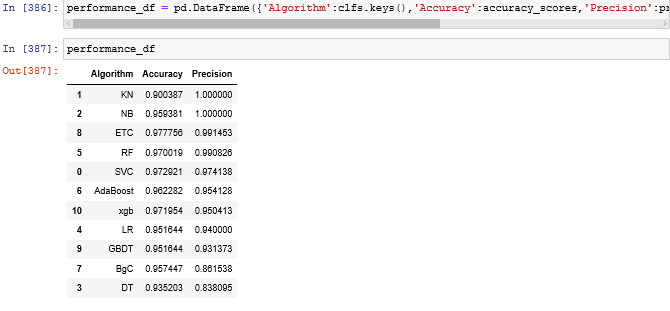 In [386]: performance_df = pd.DataFrame({'Algorithm':clfs.keys(),'Accuracy':accuracy_scores,'Precision':pr
In [387]: performance_df
Out[387]:
Algorithm Accuracy Precision
1 KN 0.900387 1.000000
2 NB 0.959381 1.000000
8 ETC 0.977756 0.991453
5 RF 0.970019 0.990826
0 SVC 0.972921 0.974138
6 AdaBoost 0.962282 0.954128
10 xgb 0.971954 0.950413
4 LR 0.951644 0.940000
9 GBDT 0.951644 0.931373
7 BgC 0.957447 0.861538
3 DT 0.935203 0.838095